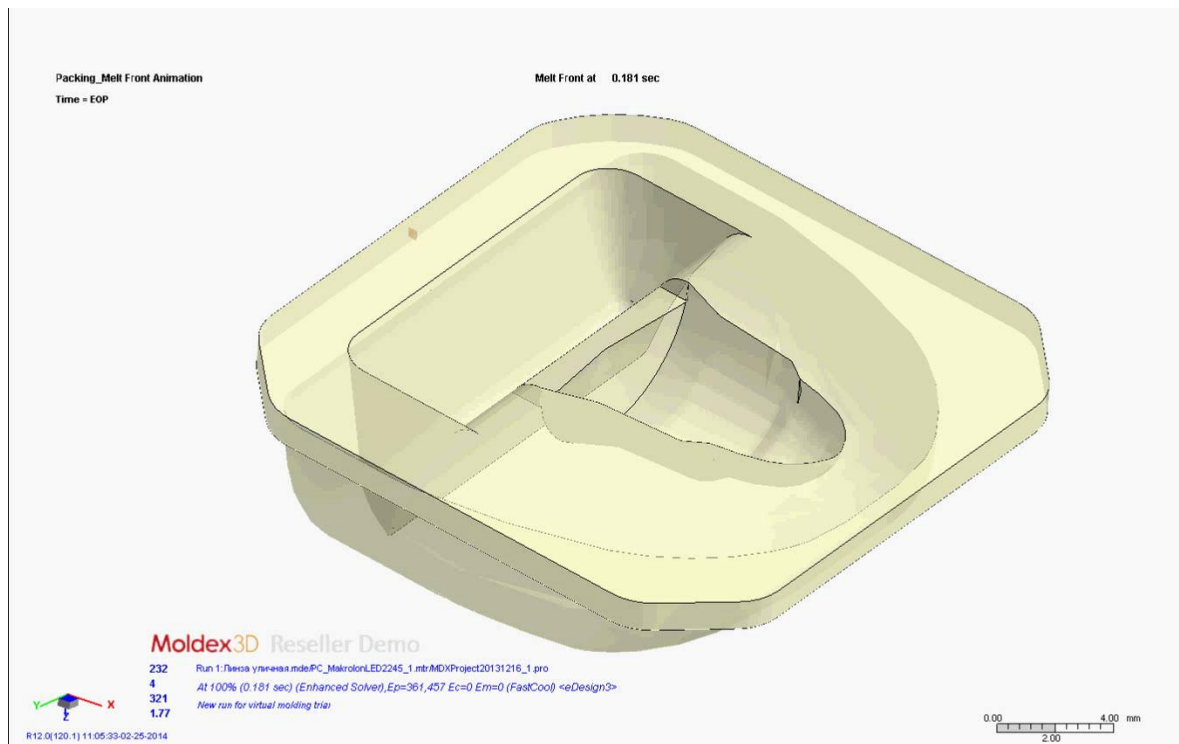 Packing_Melt Front Animation
Melt Front at 0.181 sec
Time = EOP
Moldex3D Reseller Demo
232 Run 1:Линза уличная.mde/PC_MakrolonLED2245_1.mtr/MDXProject20131216_1.pro
4 At 100% (0.181 sec) (Enhanced Solver),Ep=361,457 Ec=0 Em=0 (FastCool) <eDesign3>
321 New run for virtual molding trial
1.77
Y X
Z
0.00 4.00 mm
2.00
R12.0(120.1) 11:05:33-02-25-2014